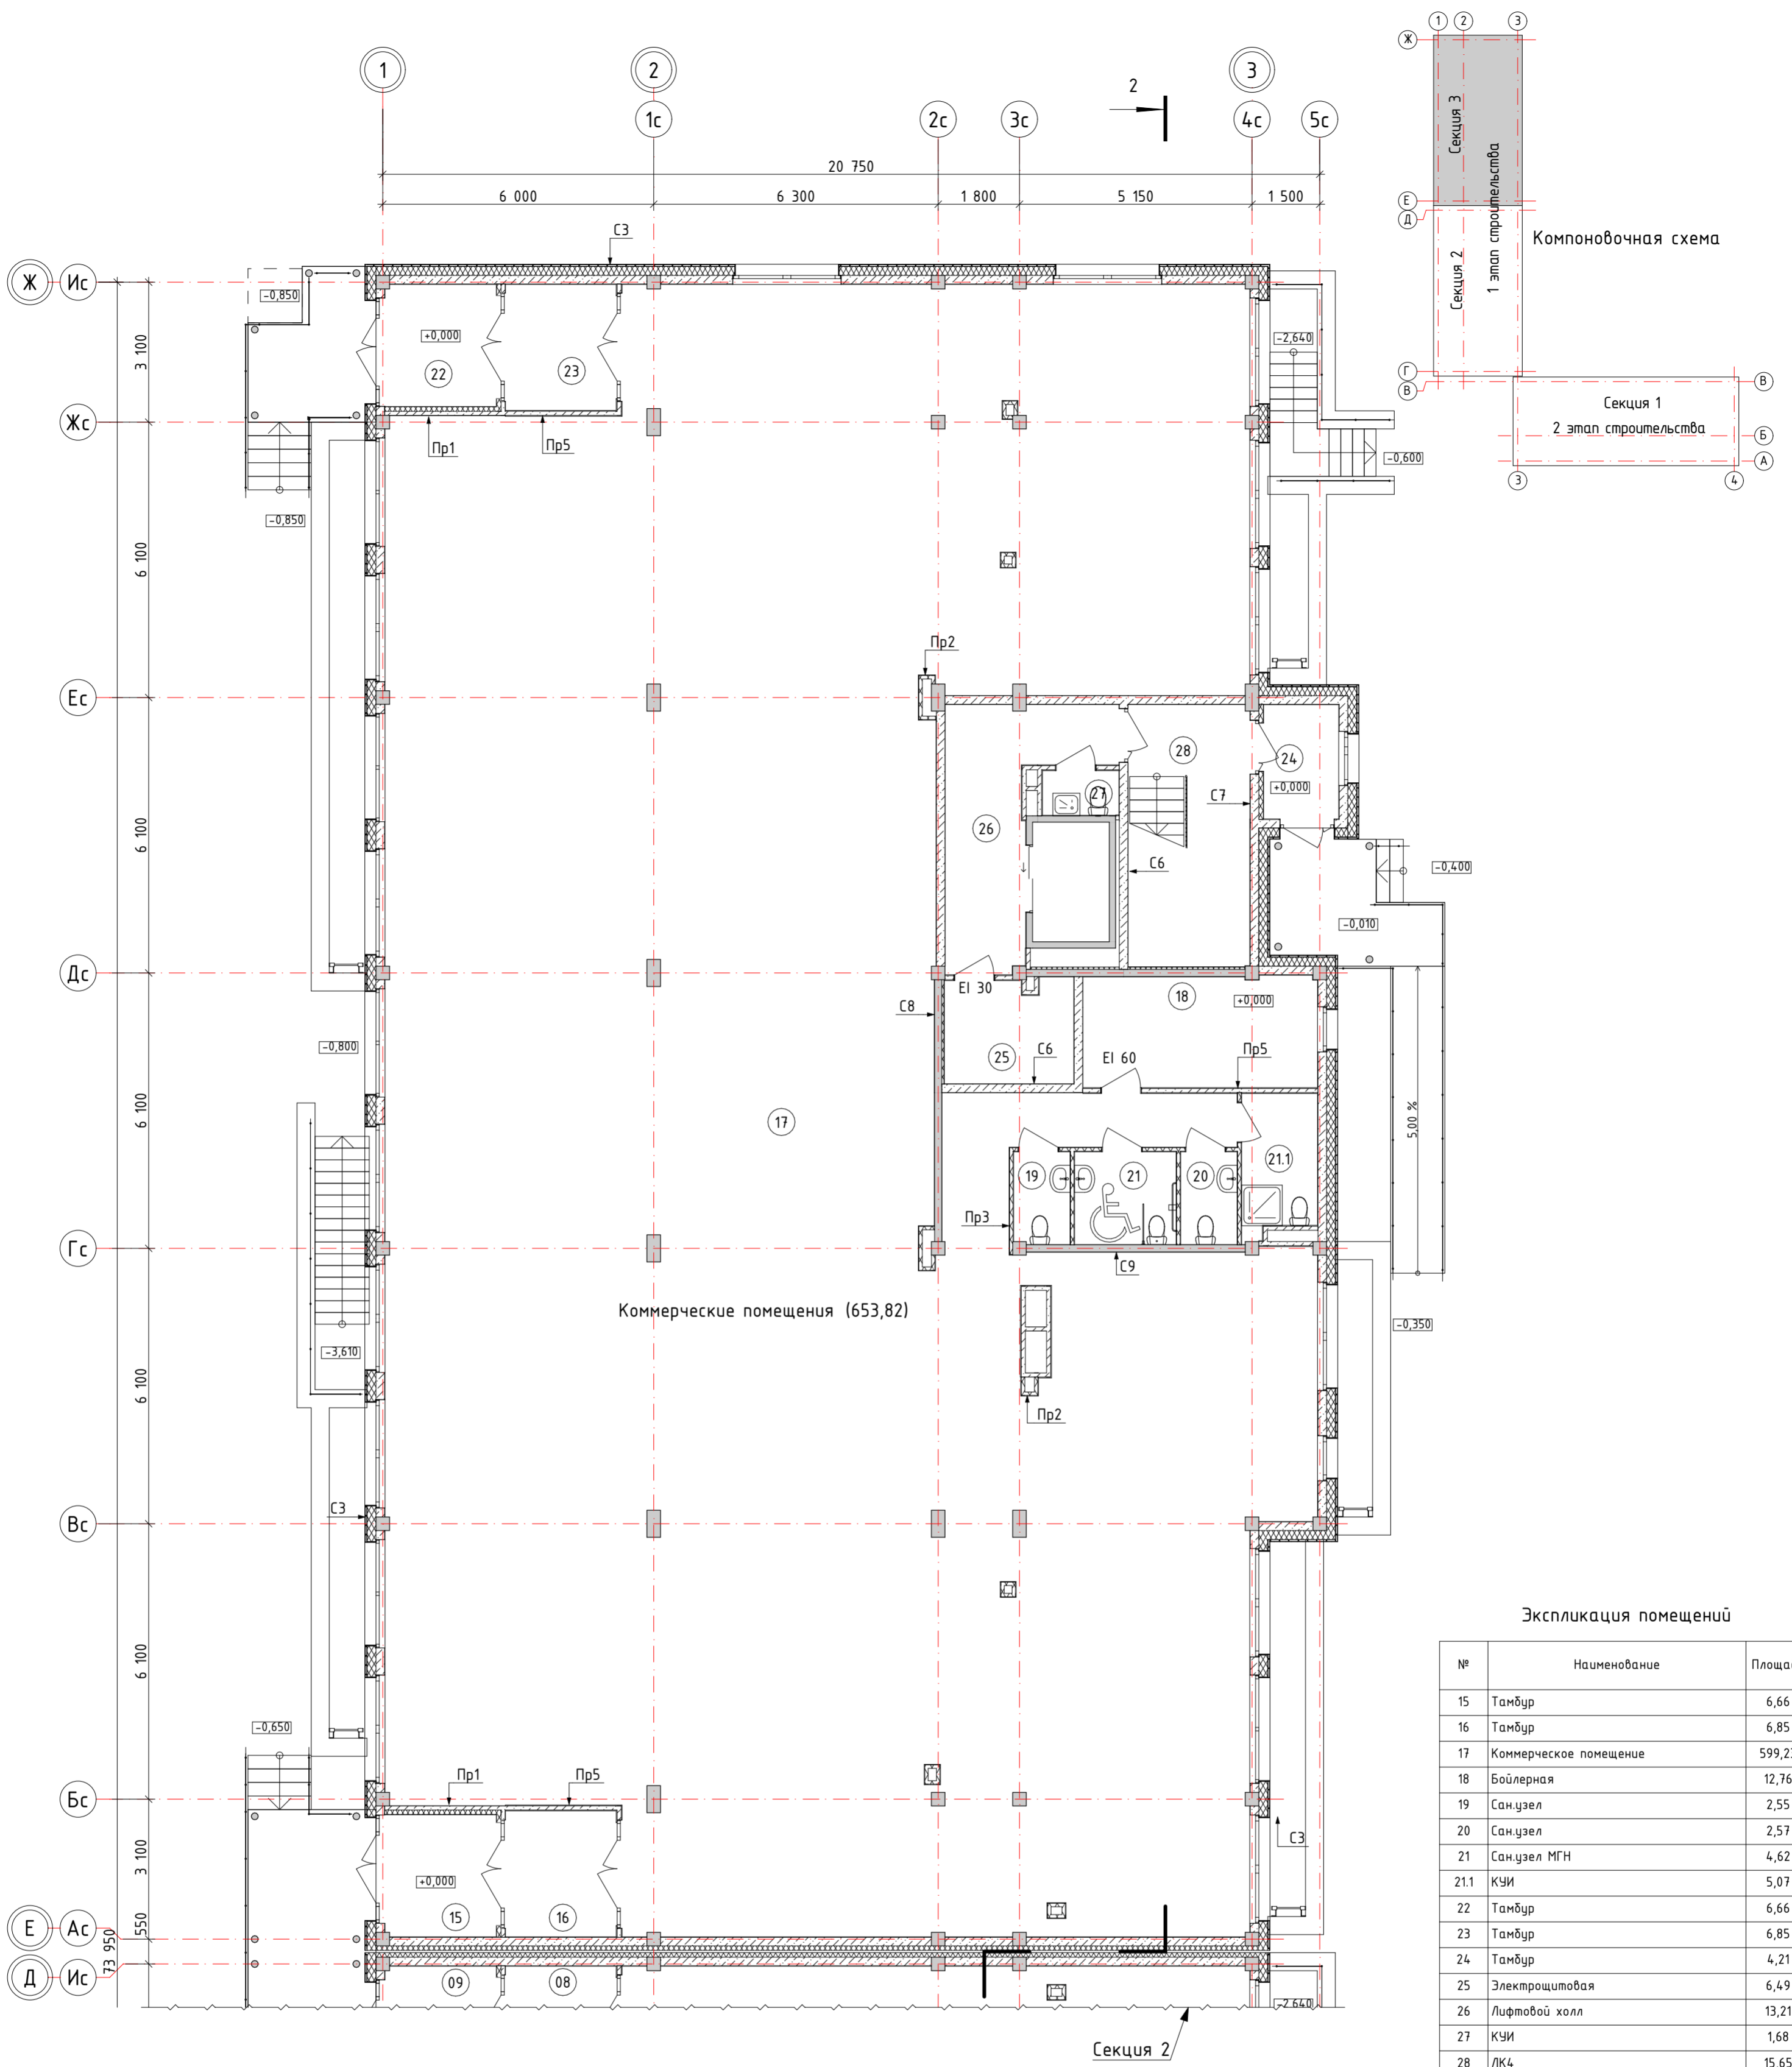 1 2 3
1с 2с 3с 4с 5с
2
20 750
6 000 6 300 1 800 5 150 1 500
С3
1 2 3
Ж
Секция 3
1 этап строительства
Е
Д
Компоновочная схема
Секция 2
Г
В
В
Секция 1
2 этап строительства
Б
А
3 4
Ж Ис
-0,850
+0,000
22 23
3 100
-2,640
Жс
Пр1 Пр5
-0,600
-0,850
6 100
Пр2
Ес
28 24
+0,000
27
С7
26
6 100
С6
-0,400
-0,010
Дс
EI 30
18
+0,000
С8
-0,800
25 С6 EI 60 Пр5
6 100
17
5,00 %
19 21 20 21.1
Пр3
Гс
С9
Коммерческие помещения (653,82)
-0,350
-3,610
6 100
Пр2
С3
Вс
6 100
-0,650
Пр1 Пр5
Бс
С3
3 100
+0,000
15 16
Е Ас
550
73 950
Д Ис
09 08
-2,640
Секция 2
Экспликация помещений
№ Наименование
15 Тамбур 6,66
16 Тамбур 6,85
17 Коммерческое помещение
18 Бойлерная 12,76
19 Сан.узел 2,55
20 Сан.узел 2,57
21 Сан.узел МГН 4,62
21.1 КУИ 5,07
22 Тамбур 6,66
23 Тамбур 6,85
24 Тамбур 4,21
25 Электрощитовая 6,49
26 Лифтовой холл 13,21
27 КУИ 1,68
28 ЛК4 15,65